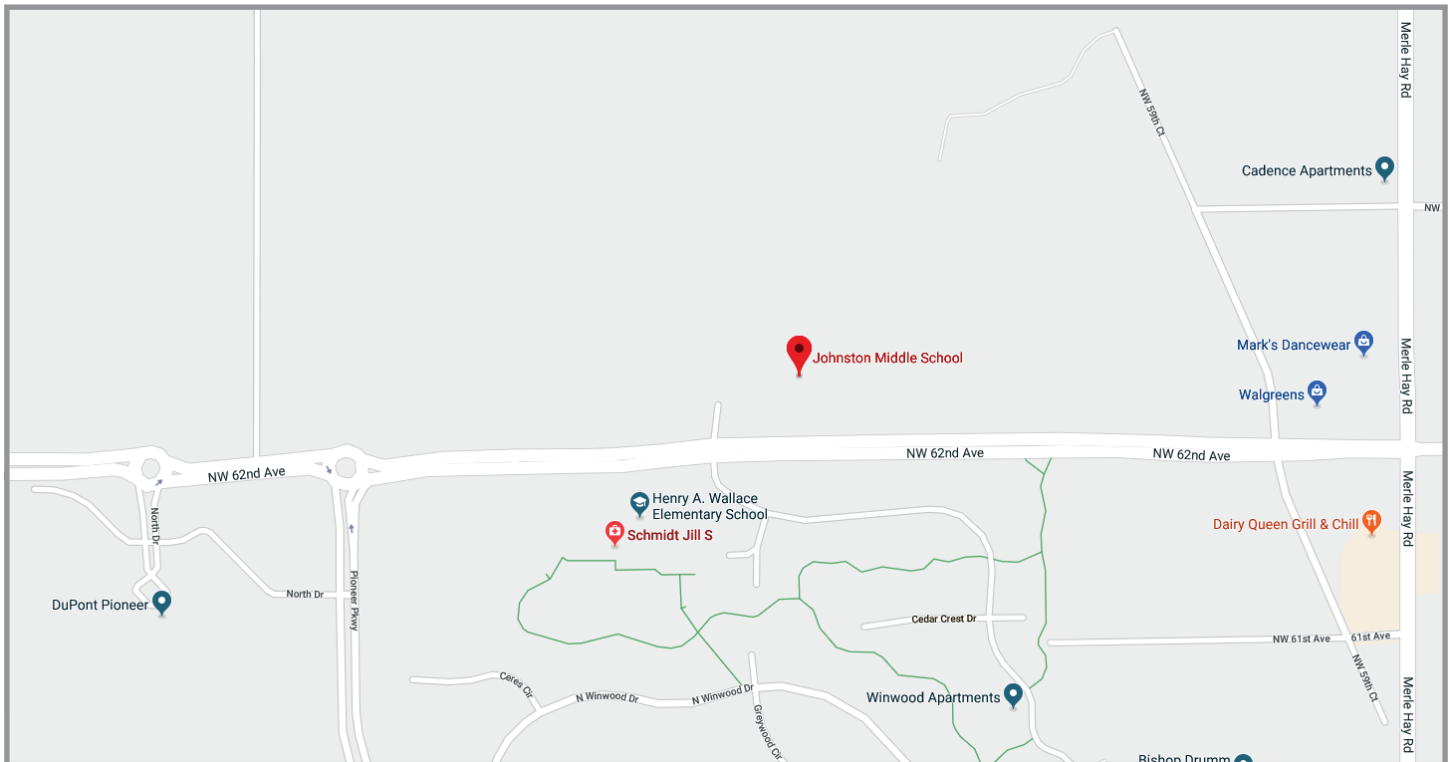 Merle Hay Rd
NW 59th Ct
Cadence Apartments
NW
Mark's Dancewear
Merle Hay Rd
Johnston Middle School
Walgreens
NW 62nd Ave
NW 62nd Ave
NW 62nd Ave
Henry A. Wallace
Elementary School
Schmidt Jill S
Merle Hay Rd
Dairy Queen Grill & Chill
North Dr
North Dr
DuPont Pioneer
Pioneer Pkwy
Cedar Crest Dr
NW 61st Ave
61st Ave
Ceres Cir
N Winwood Dr
N Winwood Dr
Winwood Apartments
NW 59th Ct
Merle Hay Rd
Greywood Cir
Bishop Drumm